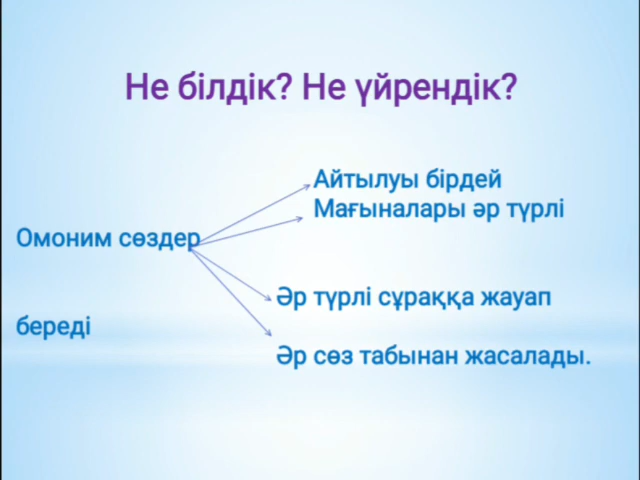 Не білдік? Не үйрендік?
Айтылуы бірдей
Мағыналары әр түрлі
Омоним сөздер
Әр түрлі сұраққа жауап
береді
Әр сөз табынан жасалады.